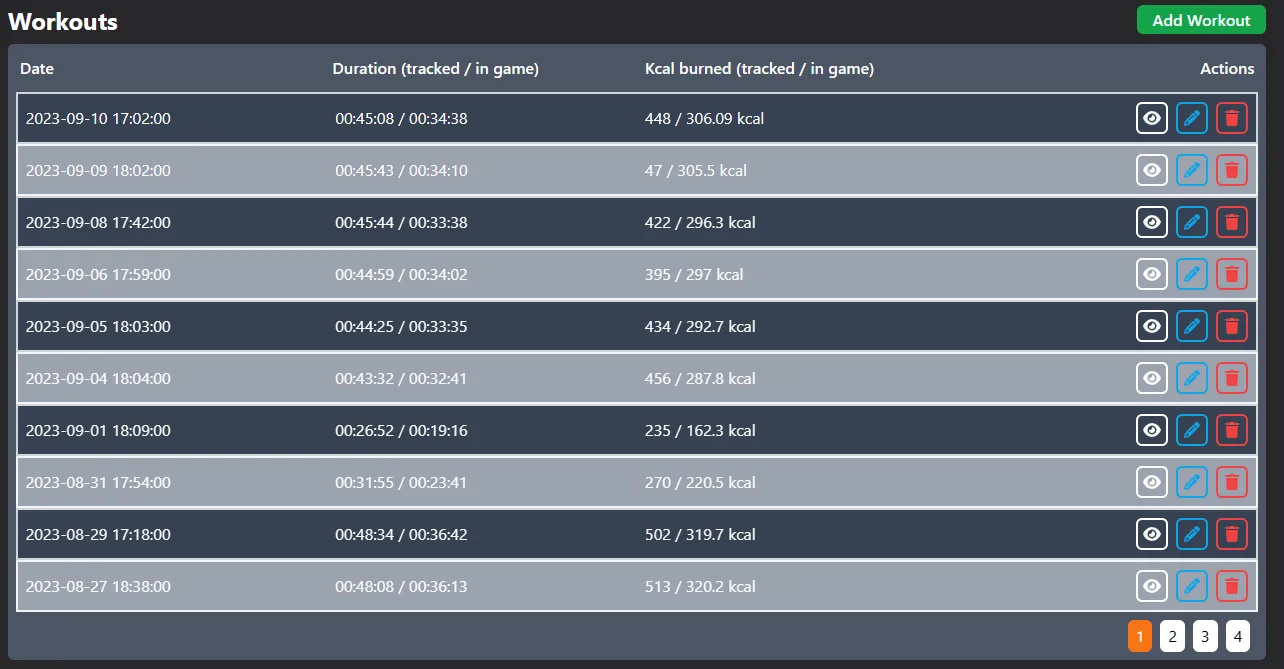 Workouts Add Workout
Date Duration (tracked / in game) Kcal burned (tracked / in game) Actions
2023-09-10 17:02:00 00:45:08 / 00:34:38 448 / 306.09 kcal
2023-09-09 18:02:00 00:45:43 / 00:34:10 47 / 305.5 kcal
2023-09-08 17:42:00 00:45:44 / 00:33:38 422 / 296.3 kcal
2023-09-06 17:59:00 00:44:59 / 00:34:02 395 / 297 kcal
2023-09-05 18:03:00 00:44:25 / 00:33:35 434 / 292.7 kcal
2023-09-04 18:04:00 00:43:32 / 00:32:41 456 / 287.8 kcal
2023-09-01 18:09:00 00:26:52 / 00:19:16 235 / 162.3 kcal
2023-08-31 17:54:00 00:31:55 / 00:23:41 270 / 220.5 kcal
2023-08-29 17:18:00 00:48:34 / 00:36:42 502 / 319.7 kcal
2023-08-27 18:38:00 00:48:08 / 00:36:13 513 / 320.2 kcal
1 2 3 4